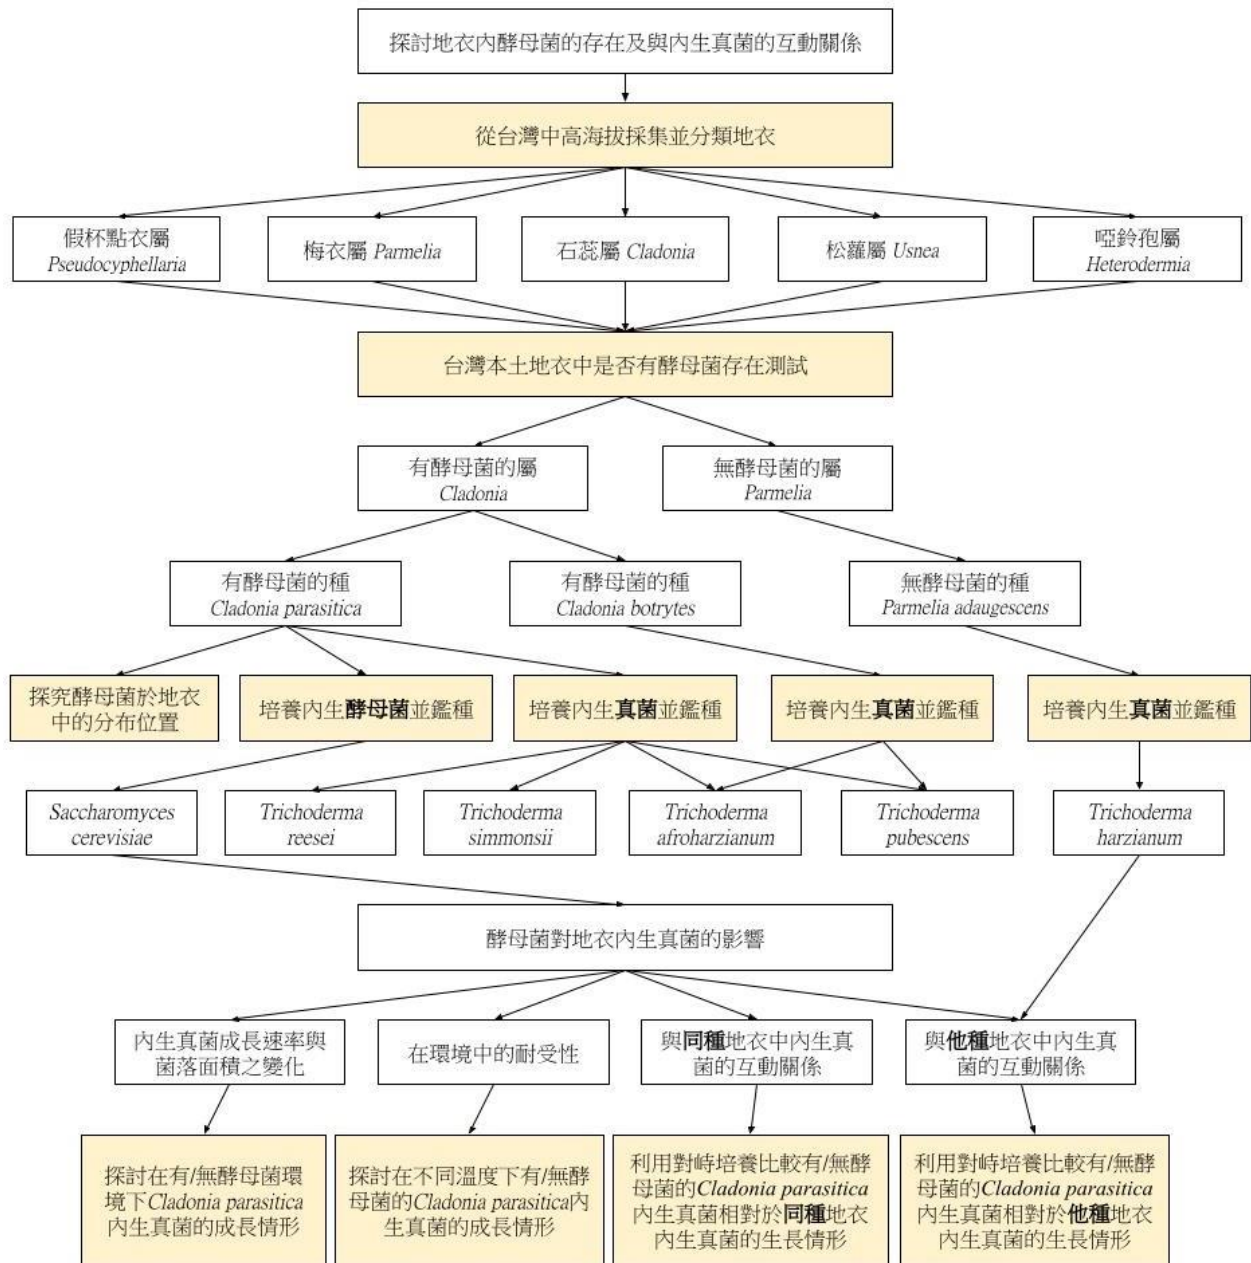 探討地衣內酵母菌的存在及與內生真菌的互動關係
從台灣中高海拔採集並分類地衣
假杯點衣屬
Pseudocyphellaria
梅衣屬 Parmelia
石蕊屬 Cladonia
松蘿屬 Usnea
啞鈴孢屬
Heterodermia
台灣本土地衣中是否有酵母菌存在測試
有酵母菌的屬
Cladonia
無酵母菌的屬
Parmelia
有酵母菌的種
Cladonia parasitica
有酵母菌的種
Cladonia botrytes
無酵母菌的種
Parmelia adaugescens
探究酵母菌於地衣
中的分布位置
培養內生酵母菌並鑑種
培養內生真菌並鑑種
培養內生真菌並鑑種
培養內生真菌並鑑種
Saccharomyces
cerevisiae
Trichoderma
reesei
Trichoderma
simmonsii
Trichoderma
afroharzianum
Trichoderma
pubescens
Trichoderma
harzianum
酵母菌對地衣內生真菌的影響
內生真菌成長速率與
菌落面積之變化
在環境中的耐受性
與同種地衣中內生真
菌的互動關係
與他種地衣中內生真
菌的互動關係
探討在有/無酵母菌環
境下Cladonia parasitica
內生真菌的成長情形
探討在不同溫度下有/無酵
母菌的Cladonia parasitica內
生真菌的成長情形
利用對峙培養比較有/無酵
母菌的Cladonia parasitica
內生真菌相對於同種地衣
內生真菌的生長情形
利用對峙培養比較有/無酵
母菌的Cladonia parasitica
內生真菌相對於他種地衣
內生真菌的生長情形